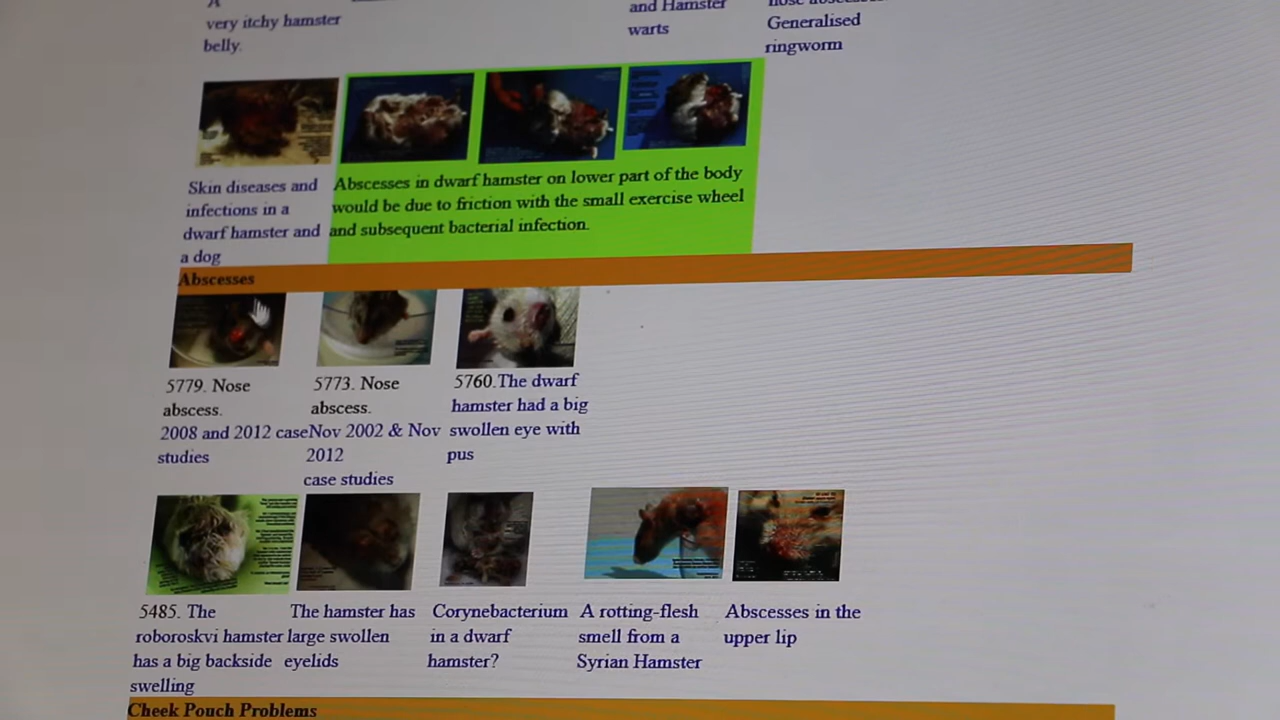 A
very itchy hamster
belly.
and Hamster
warts
Generalised
ringworm
Skin diseases and
infections in a
dwarf hamster and
a dog
Abscesses in dwarf hamster on lower part of the body
would be due to friction with the small exercise wheel
and subsequent bacterial infection.
Abscesses
5779. Nose
abscess.
2008 and 2012 case
studies
5773. Nose
abscess.
Nov 2002 & Nov
2012
case studies
5760.The dwarf
hamster had a big
swollen eye with
pus
5485. The
roboroskvi hamster
has a big backside
swelling
The hamster has
large swollen
eyelids
Corynebacterium
in a dwarf
hamster?
A rotting-flesh
smell from a
Syrian Hamster
Abscesses in the
upper lip
Cheek Pouch Problems